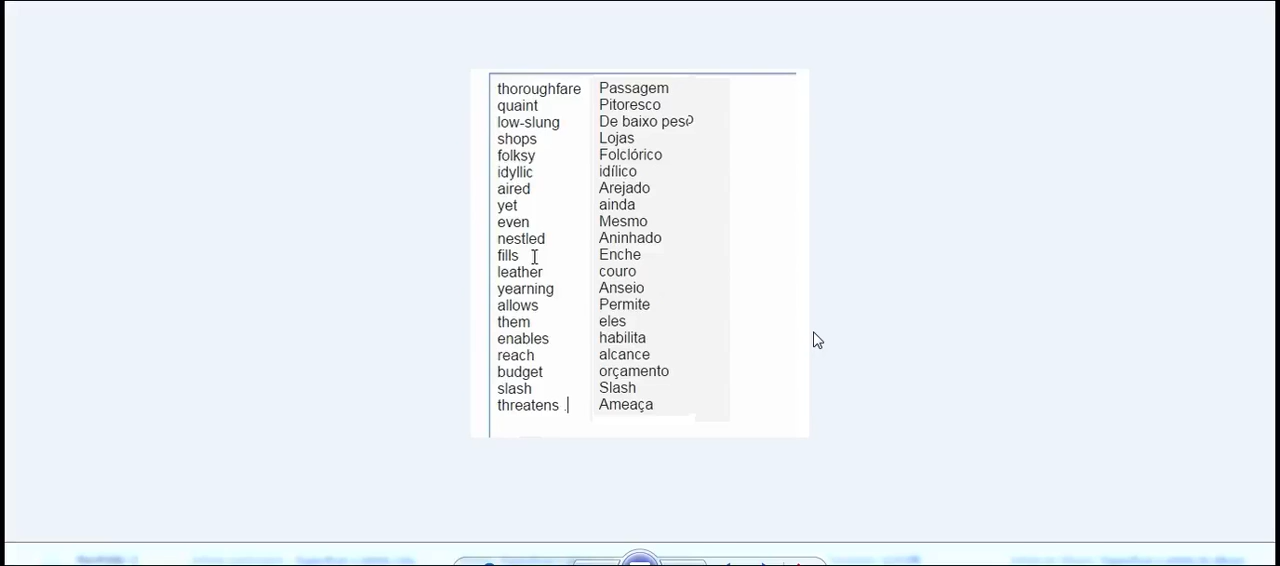 thoroughfare Passagem
quaint Pitoresco
low-slung De baixo peso
shops Lojas
folksy Folclórico
idyllic idílico
aired Arejado
yet ainda
even Mesmo
nestled Aninhado
fills Enche
leather couro
yearning Anseio
allows Permite
them eles
enables habilita
reach alcance
budget orçamento
slash Slash
threatens . Ameaça